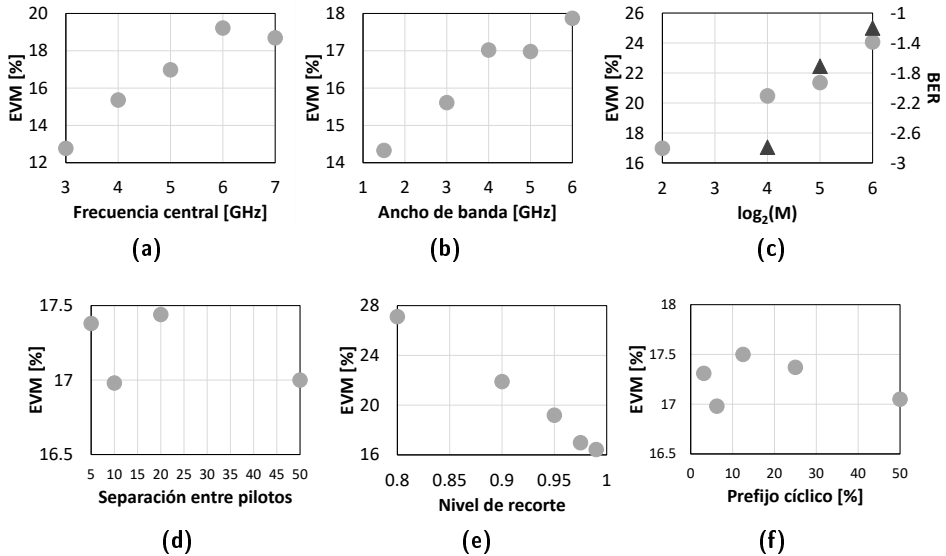 EVM [%]
20
18
16
14
12
3 4 5 6 7
Frecuencia central [GHz]
(a)
EVM [%]
18
17
16
15
14
1 2 3 4 5 6
Ancho de banda [GHz]
(b)
EVM [%]
26
24
22
20
18
16
2 3 4 5 6
log₂(M)
-1
-1.4
-1.8
-2.2
-2.6
-3
BER
(c)
EVM [%]
17.5
17
16.5
5 10 15 20 25 30 35 40 45 50
Separación entre pilotos
(d)
EVM [%]
28
24
20
16
0.8 0.85 0.9 0.95 1
Nivel de recorte
(e)
EVM [%]
18
17.5
17
16.5
0 10 20 30 40 50
Prefijo cíclico [%]
(f)